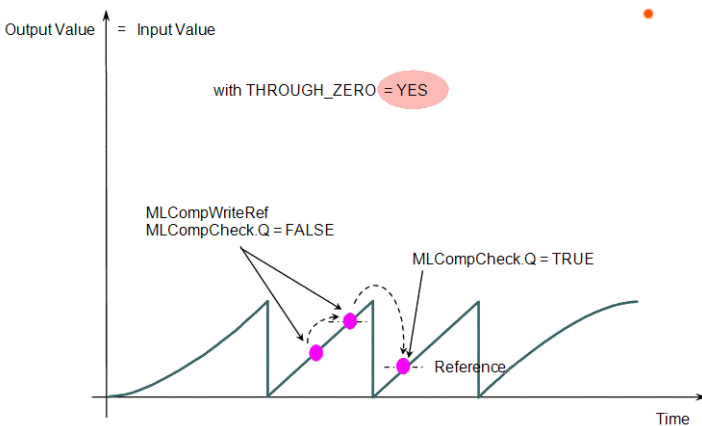 Output Value = Input Value
with THROUGH_ZERO = YES
MLCompWriteRef
MLCompCheck.Q = FALSE
MLCompCheck.Q = TRUE
Reference
Time